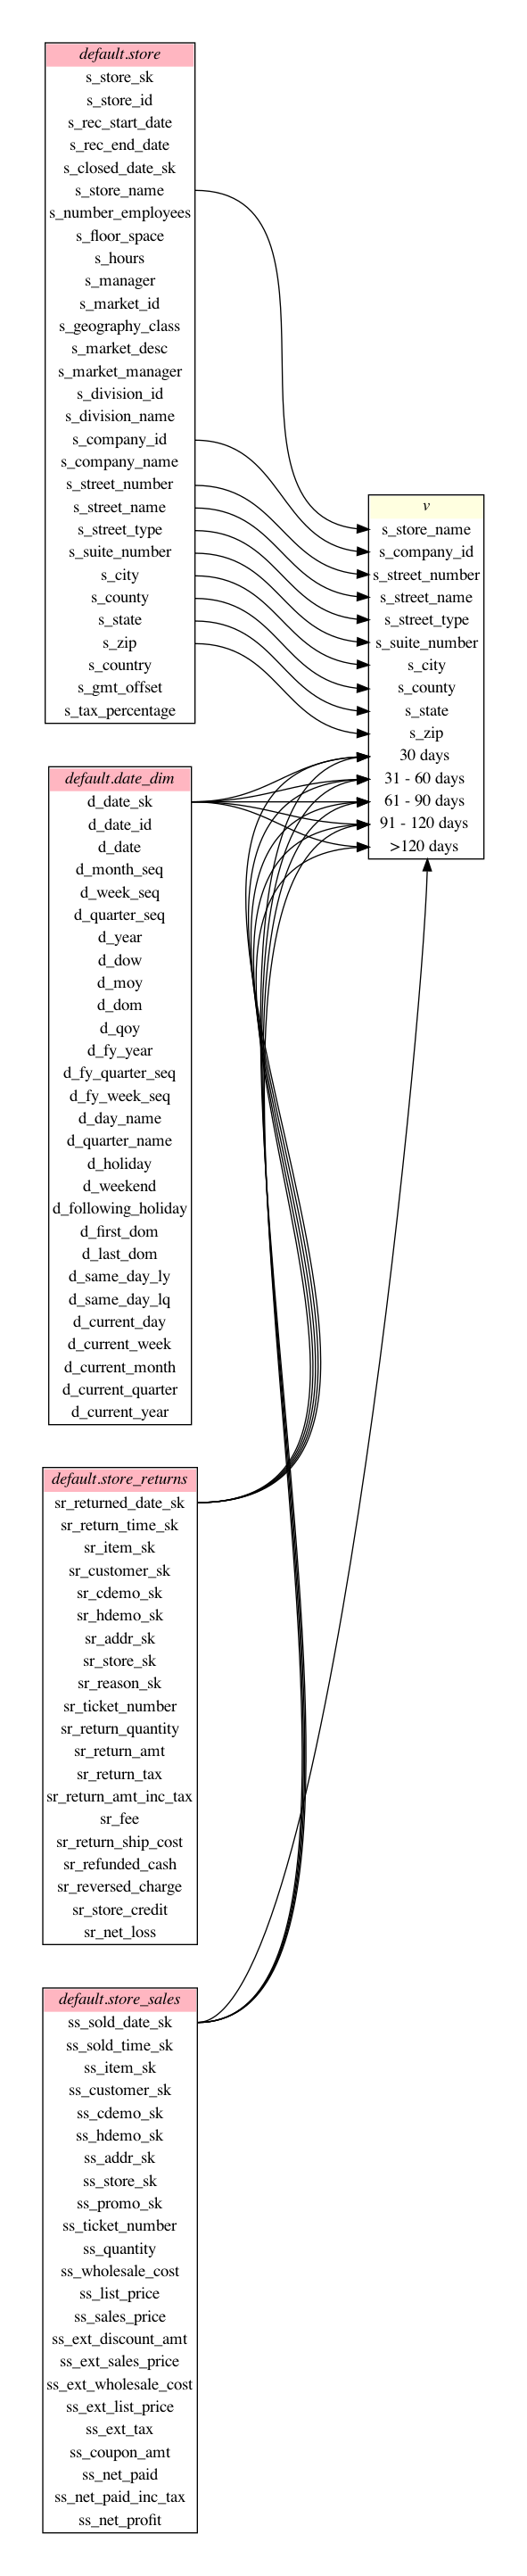 default.store
s_store_sk
s_store_id
s_rec_start_date
s_rec_end_date
s_closed_date_sk
s_store_name
s_number_employees
s_floor_space
s_hours
s_manager
s_market_id
s_geography_class
s_market_desc
s_market_manager
s_division_id
s_division_name
s_company_id
s_company_name
s_street_number
s_street_name
s_street_type
s_suite_number
s_city
s_county
s_state
s_zip
s_country
s_gmt_offset
s_tax_percentage
v
s_store_name
s_company_id
s_street_number
s_street_name
s_street_type
s_suite_number
s_city
s_county
s_state
s_zip
30 days
31 - 60 days
61 - 90 days
91 - 120 days
>120 days
default.date_dim
d_date_sk
d_date_id
d_date
d_month_seq
d_week_seq
d_quarter_seq
d_year
d_dow
d_moy
d_dom
d_qoy
d_fy_year
d_fy_quarter_seq
d_fy_week_seq
d_day_name
d_quarter_name
d_holiday
d_weekend
d_following_holiday
d_first_dom
d_last_dom
d_same_day_ly
d_same_day_lq
d_current_day
d_current_week
d_current_month
d_current_quarter
d_current_year
default.store_returns
sr_returned_date_sk
sr_return_time_sk
sr_item_sk
sr_customer_sk
sr_cdemo_sk
sr_hdemo_sk
sr_addr_sk
sr_store_sk
sr_reason_sk
sr_ticket_number
sr_return_quantity
sr_return_amt
sr_return_tax
sr_return_amt_inc_tax
sr_fee
sr_return_ship_cost
sr_refunded_cash
sr_reversed_charge
sr_store_credit
sr_net_loss
default.store_sales
ss_sold_date_sk
ss_sold_time_sk
ss_item_sk
ss_customer_sk
ss_cdemo_sk
ss_hdemo_sk
ss_addr_sk
ss_store_sk
ss_promo_sk
ss_ticket_number
ss_quantity
ss_wholesale_cost
ss_list_price
ss_sales_price
ss_ext_discount_amt
ss_ext_sales_price
ss_ext_wholesale_cost
ss_ext_list_price
ss_ext_tax
ss_coupon_amt
ss_net_paid
ss_net_paid_inc_tax
ss_net_profit